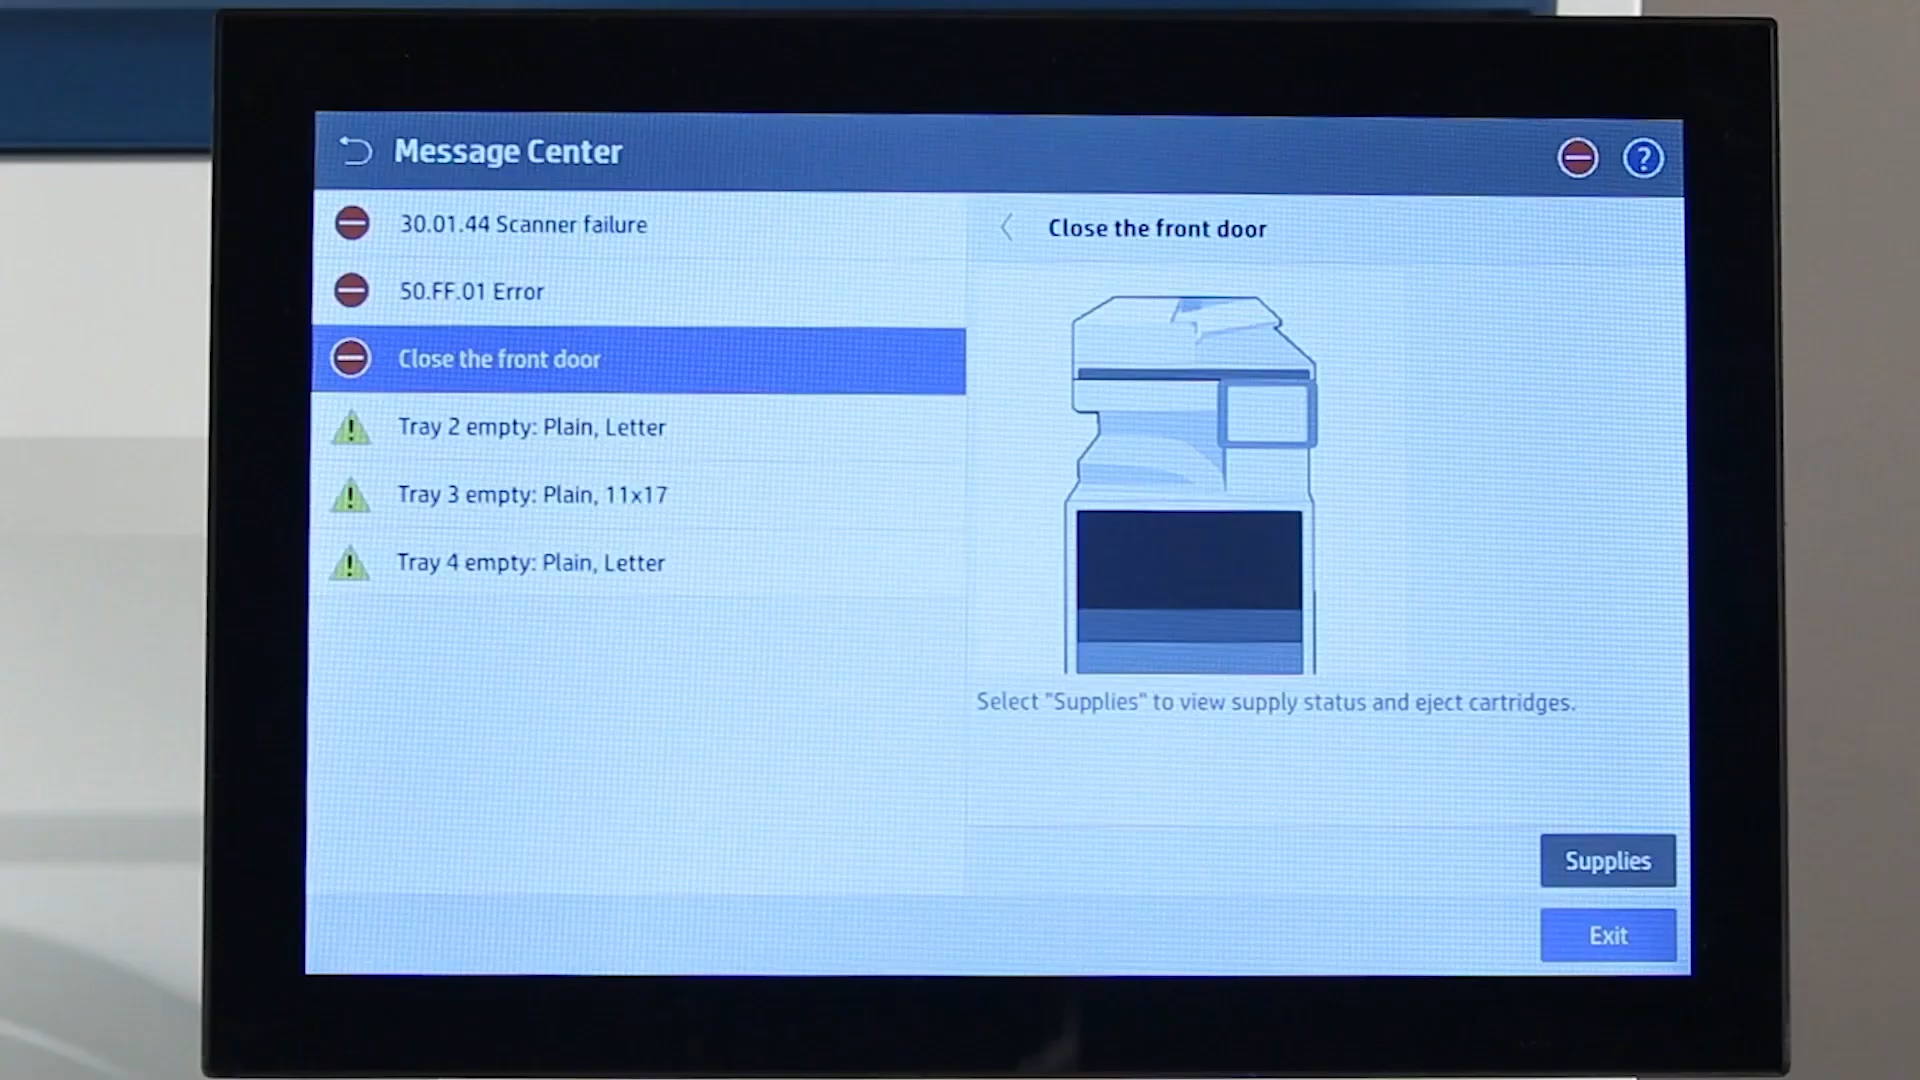 Message Center
?
30.01.44 Scanner failure
50.FF.01 Error
Close the front door
Tray 2 empty: Plain, Letter
Tray 3 empty: Plain, 11x17
Tray 4 empty: Plain, Letter
Close the front door
Select "Supplies" to view supply status and eject cartridges.
Supplies
Exit